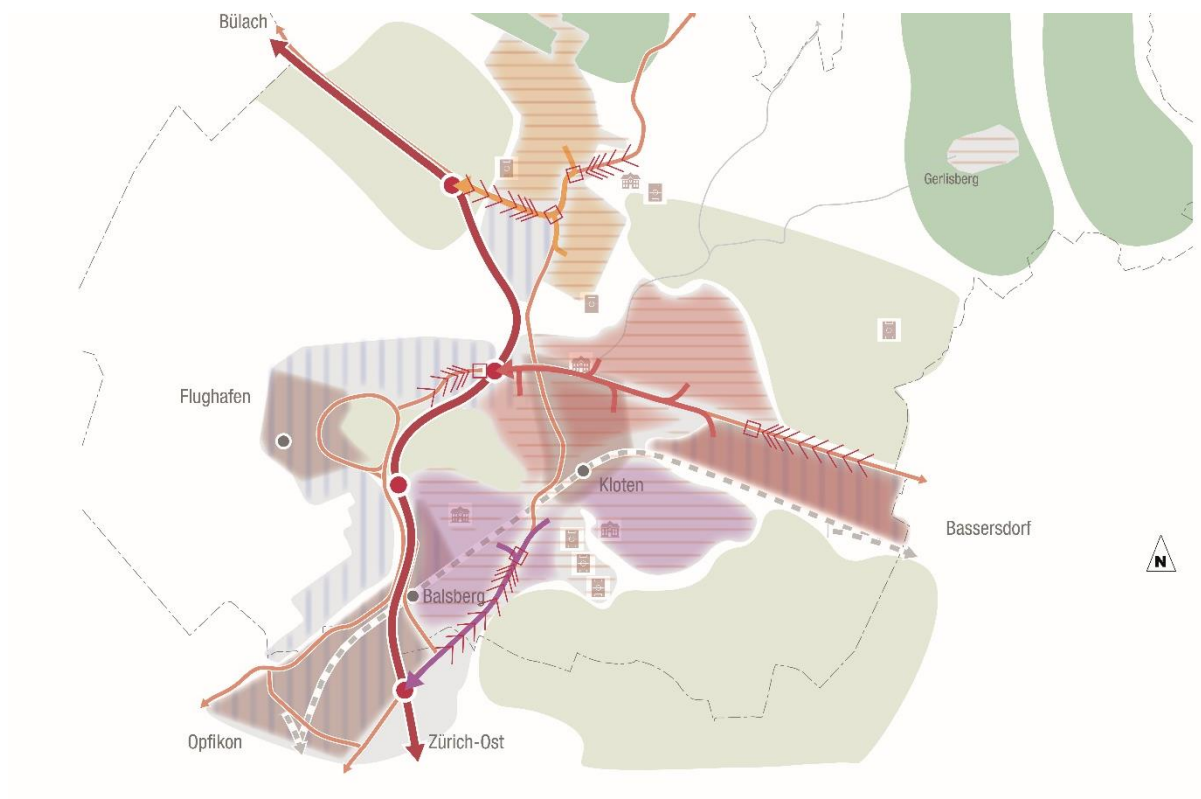 Bülach
Gerlisberg
Flughafen
Kloten
Bassersdorf
N
Balsberg
Opfikon
Zürich-Ost